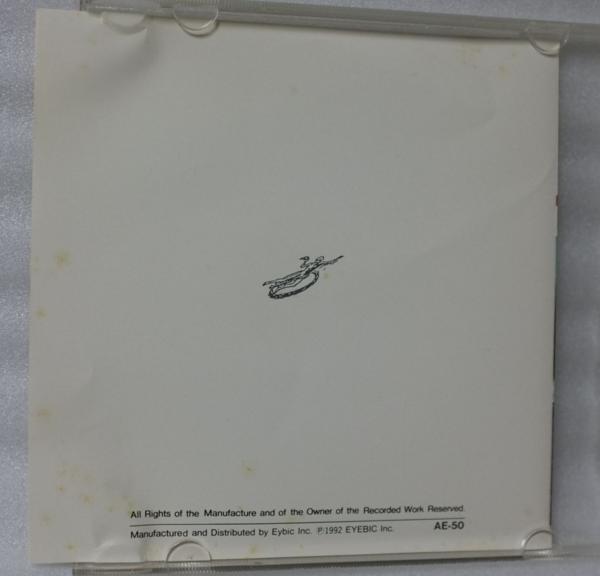 All Rights of the Manufacture and of the Owner of the Recorded Work Reserved.
Manufactured and Distributed by Eybic Inc. ℗1992 EYEBIC Inc. AE-50